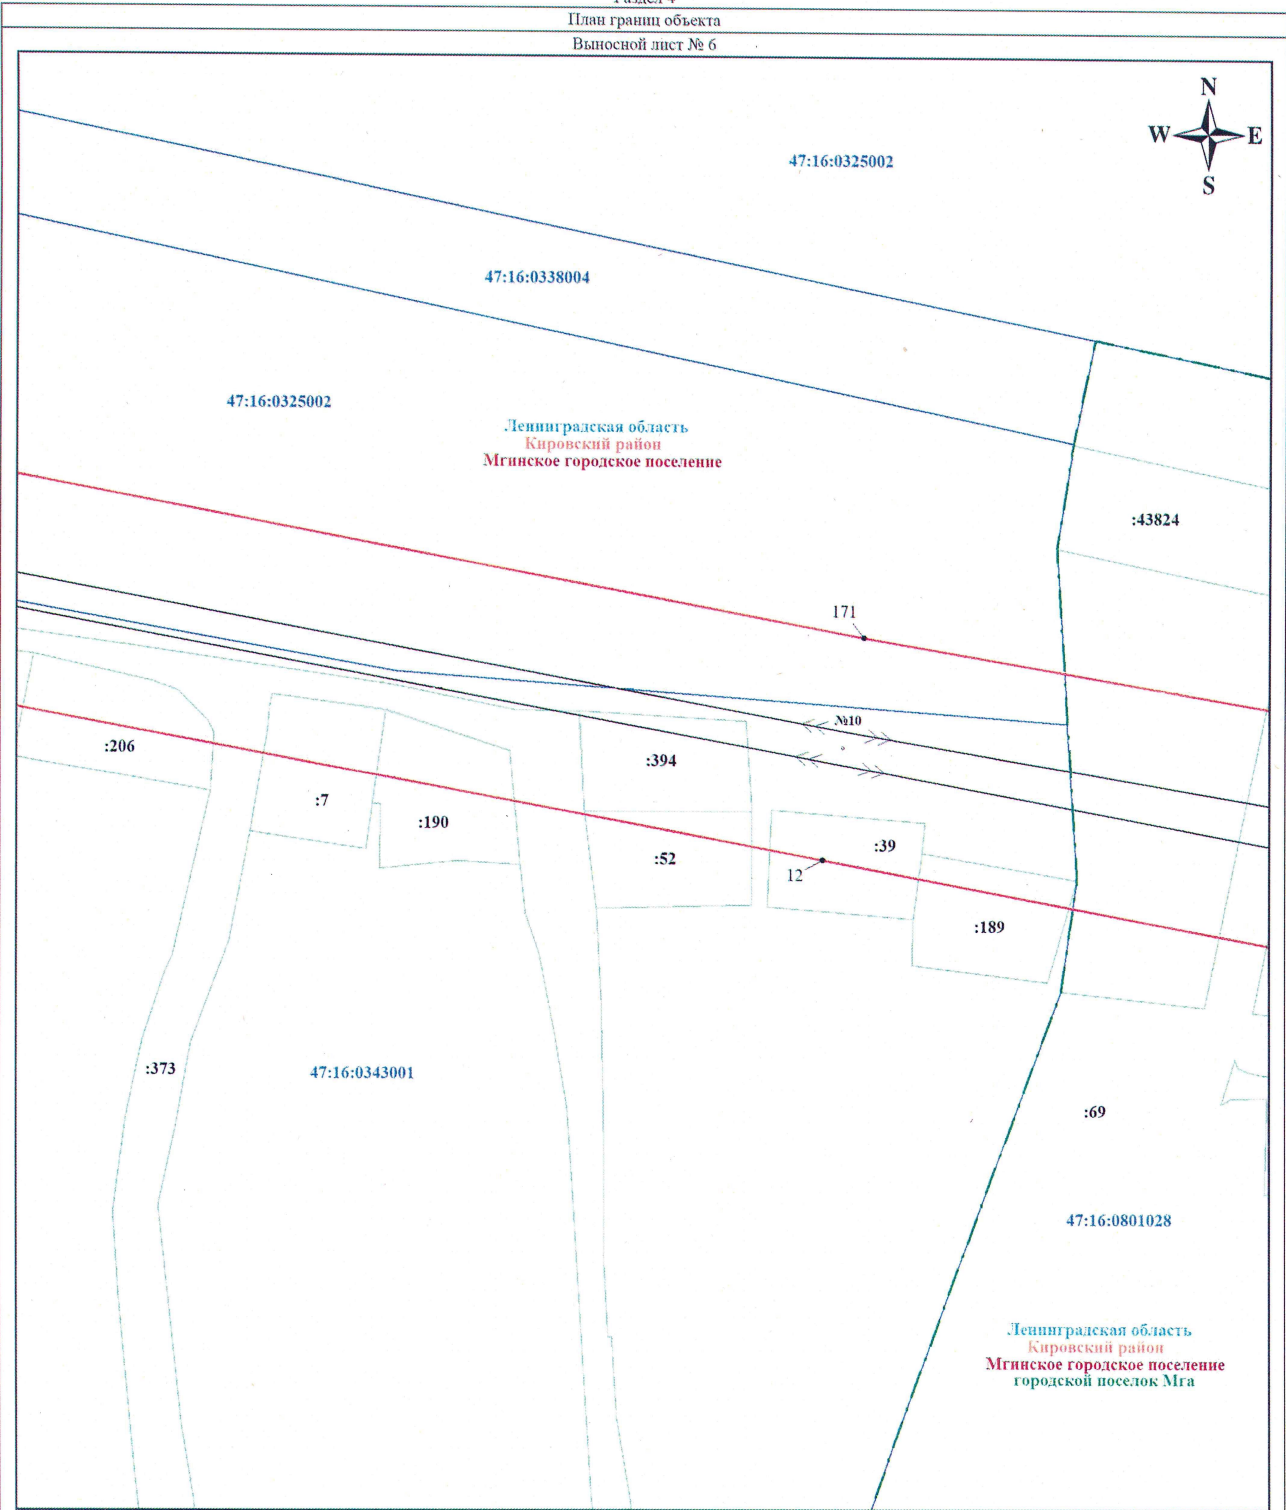 Раздел 4
План границ объекта
Выносной лист № 6
N
W E
S
47:16:0325002
47:16:0338004
47:16:0325002
Ленинградская область
Кировский район
Мгинское городское поселение
:43824
171
№10
:206
:394
:7
:190
:52
:39
12
:189
:373
47:16:0343001
:69
47:16:0801028
Ленинградская область
Кировский район
Мгинское городское поселение
городской поселок Мга